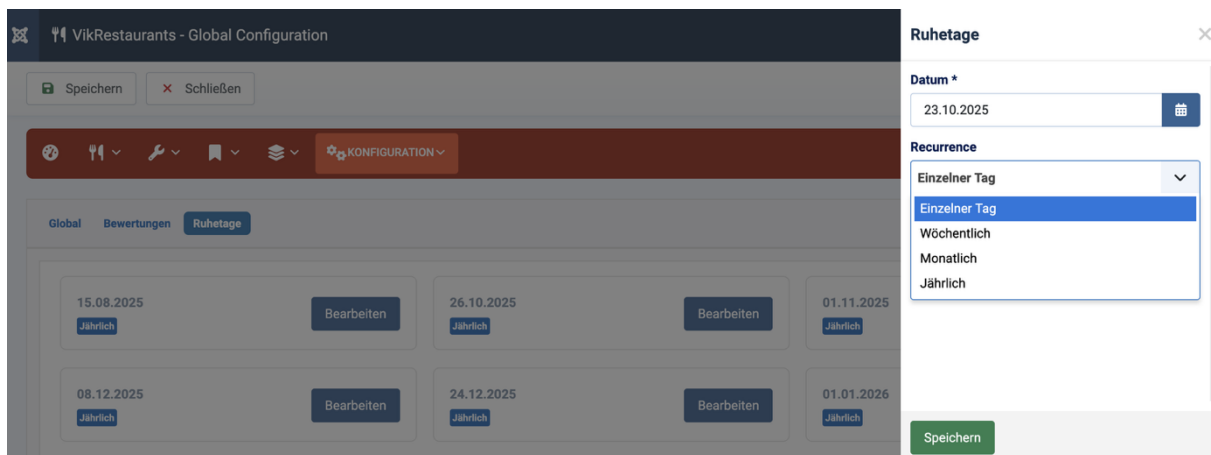 VikRestaurants - Global Configuration
Speichern
Schließen
KONFIGURATION
Global
Bewertungen
Ruhetage
15.08.2025
Jährlich
Bearbeiten
26.10.2025
Jährlich
Bearbeiten
01.11.2025
Jährlich
08.12.2025
Jährlich
Bearbeiten
24.12.2025
Jährlich
Bearbeiten
01.01.2026
Jährlich
Ruhetage
Datum *
23.10.2025
Recurrence
Einzelner Tag
Einzelner Tag
Wöchentlich
Monatlich
Jährlich
Speichern